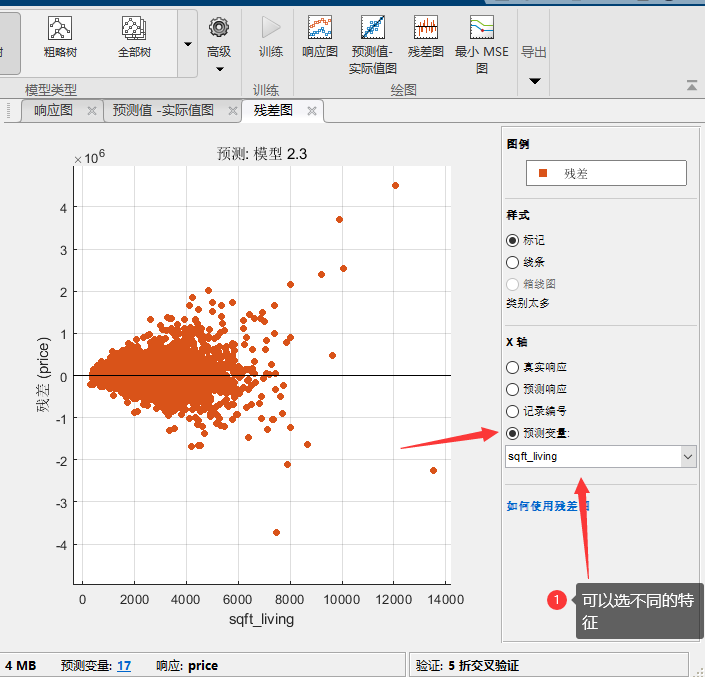 树
粗略树
全部树
高级
训练
响应图
预测值-
实际值图
残差图
最小 MSE
图
导出
模型类型
训练
绘图
响应图
预测值 -实际值图
残差图
×10⁶
预测: 模型 2.3
4
3
2
1
0
-1
-2
-3
-4
残差 (price)
0
2000
4000
6000
8000
10000
12000
14000
sqft_living
图例
残差
样式
标记
线条
箱线图
类别太多
X 轴
真实响应
预测响应
记录编号
预测变量:
sqft_living
如何使用残差图
1
可以选不同的特
征
4 MB 预测变量: 17 响应: price
验证: 5 折交叉验证